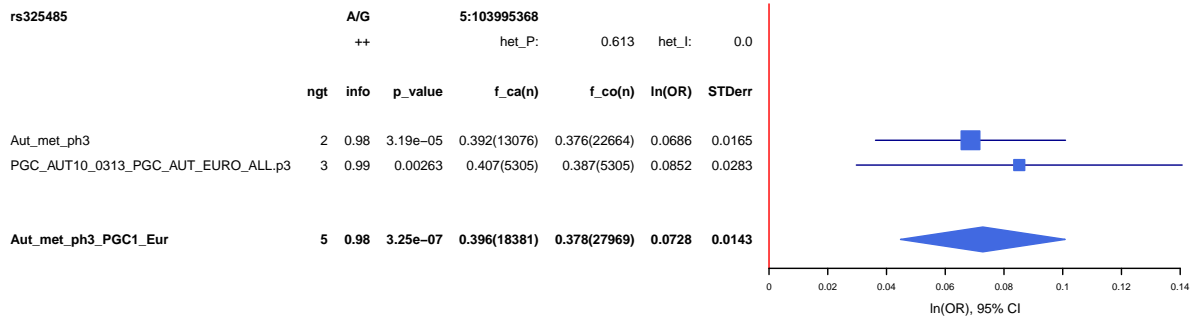 rs325485 A/G 5:103995368
++ het_P: 0.613 het_I: 0.0
ngt info p_value f_ca(n) f_co(n) ln(OR) STDerr
Aut_met_ph3 2 0.98 3.19e−05 0.392(13076) 0.376(22664) 0.0686 0.0165
PGC_AUT10_0313_PGC_AUT_EURO_ALL.p3 3 0.99 0.00263 0.407(5305) 0.387(5305) 0.0852 0.0283
Aut_met_ph3_PGC1_Eur 5 0.98 3.25e−07 0.396(18381) 0.378(27969) 0.0728 0.0143
0 0.02 0.04 0.06 0.08 0.1 0.12 0.14
ln(OR), 95% CI